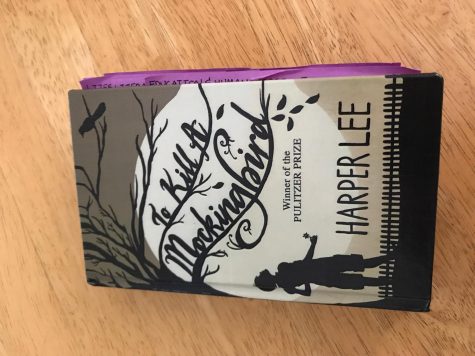 To Kill A
Mockingbird
Winner of the
PULITZER PRIZE
HARPER LEE